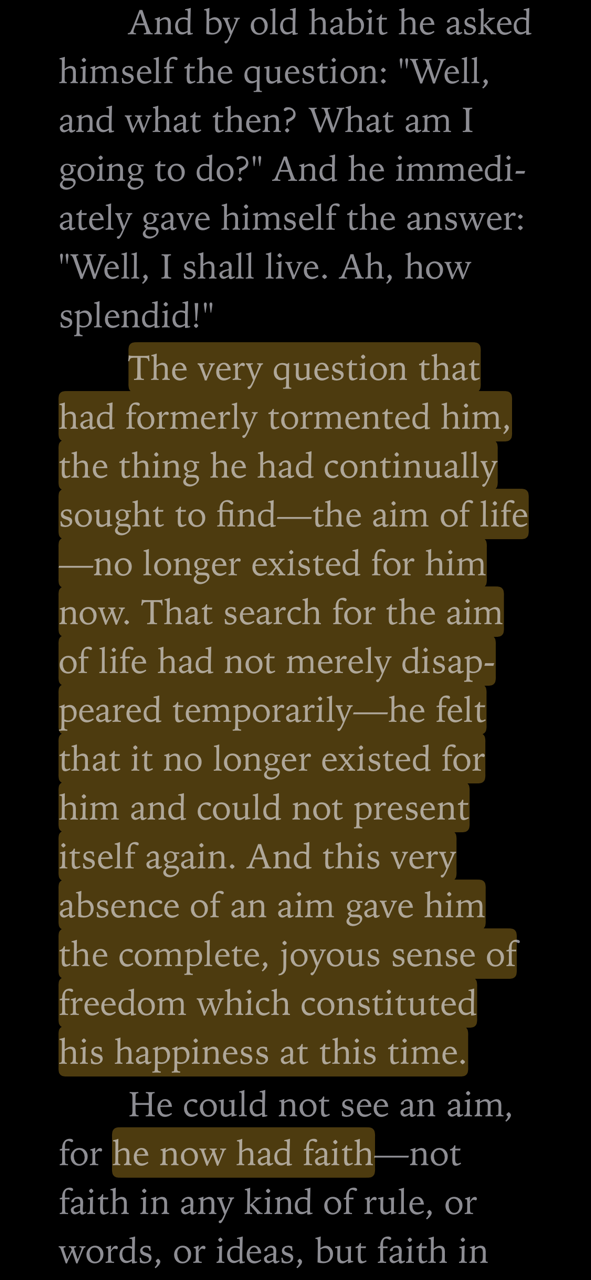 And by old habit he asked
himself the question: "Well,
and what then? What am I
going to do?" And he immedi-
ately gave himself the answer:
"Well, I shall live. Ah, how
splendid!"
The very question that
had formerly tormented him,
the thing he had continually
sought to find—the aim of life
—no longer existed for him
now. That search for the aim
of life had not merely disap-
peared temporarily—he felt
that it no longer existed for
him and could not present
itself again. And this very
absence of an aim gave him
the complete, joyous sense of
freedom which constituted
his happiness at this time.
He could not see an aim,
for he now had faith—not
faith in any kind of rule, or
words, or ideas, but faith in